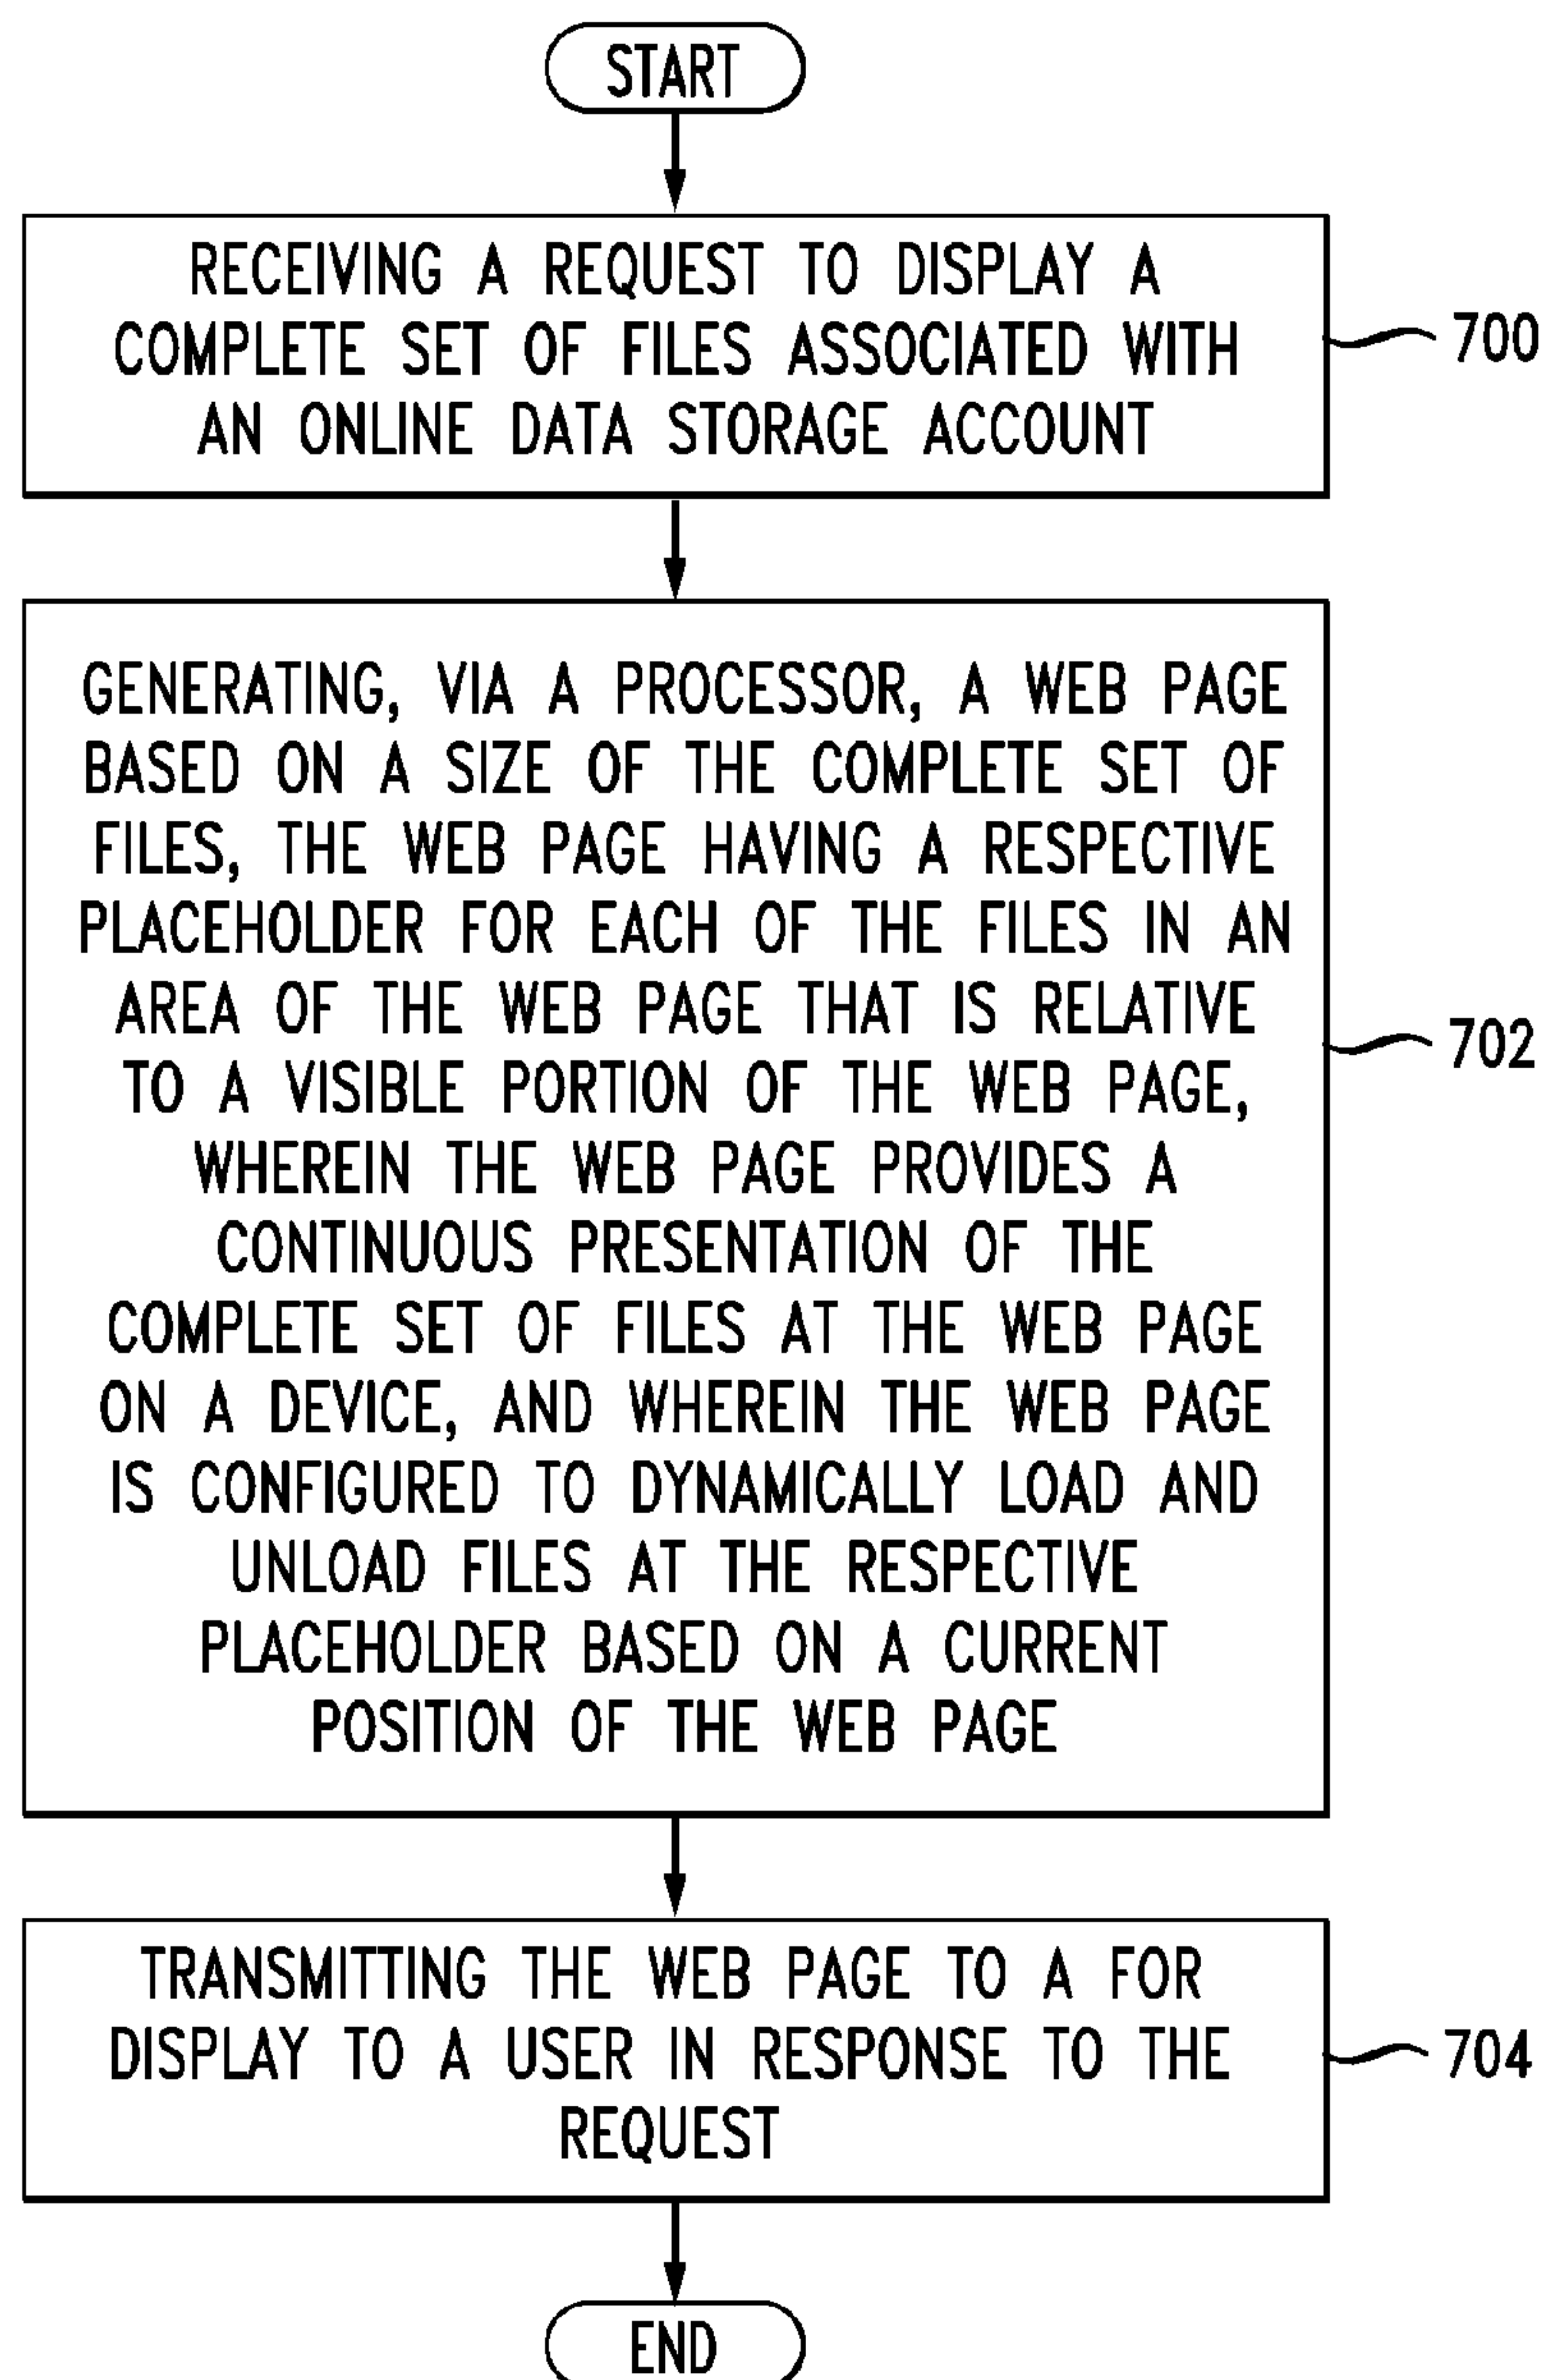 START
RECEIVING A REQUEST TO DISPLAY A
COMPLETE SET OF FILES ASSOCIATED WITH
AN ONLINE DATA STORAGE ACCOUNT
700
GENERATING, VIA A PROCESSOR, A WEB PAGE
BASED ON A SIZE OF THE COMPLETE SET OF
FILES, THE WEB PAGE HAVING A RESPECTIVE
PLACEHOLDER FOR EACH OF THE FILES IN AN
AREA OF THE WEB PAGE THAT IS RELATIVE
TO A VISIBLE PORTION OF THE WEB PAGE,
WHEREIN THE WEB PAGE PROVIDES A
CONTINUOUS PRESENTATION OF THE
COMPLETE SET OF FILES AT THE WEB PAGE
ON A DEVICE, AND WHEREIN THE WEB PAGE
IS CONFIGURED TO DYNAMICALLY LOAD AND
UNLOAD FILES AT THE RESPECTIVE
PLACEHOLDER BASED ON A CURRENT
POSITION OF THE WEB PAGE
702
TRANSMITTING THE WEB PAGE TO A FOR
DISPLAY TO A USER IN RESPONSE TO THE
REQUEST
704
END